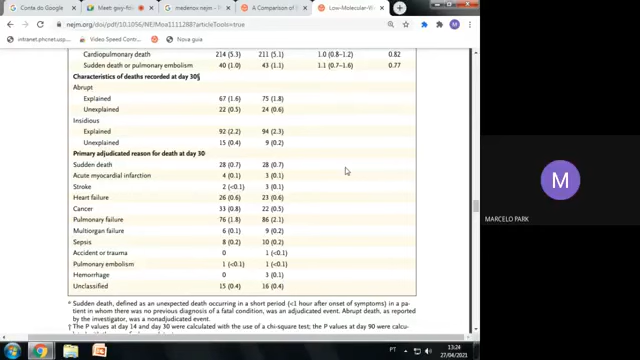 Conta do Google
Meet - gwy-rf
medenox nejm - G
A Comparison of S
Low-Molecular-Vi
nejm.org/doi/pdf/10.1056/NEJMoa1111288?articleTools=true
intranet.phcnet.usp...
Video Speed Control...
Nova guia
Cardiopulmonary death 214 (5.3) 211 (5.1) 1.0 (0.8–1.2) 0.82
Sudden death or pulmonary embolism 40 (1.0) 43 (1.1) 1.1 (0.7–1.6) 0.77
Characteristics of deaths recorded at day 30§
Abrupt
Explained 67 (1.6) 75 (1.8)
Unexplained 22 (0.5) 24 (0.6)
Insidious
Explained 92 (2.2) 94 (2.3)
Unexplained 15 (0.4) 9 (0.2)
Primary adjudicated reason for death at day 30
Sudden death 28 (0.7) 28 (0.7)
Acute myocardial infarction 4 (0.1) 3 (0.1)
Stroke 2 (<0.1) 3 (0.1)
Heart failure 26 (0.6) 23 (0.6)
Cancer 33 (0.8) 22 (0.5)
Pulmonary failure 76 (1.8) 86 (2.1)
Multiorgan failure 6 (0.1) 9 (0.2)
Sepsis 8 (0.2) 10 (0.2)
Accident or trauma 0 1 (<0.1)
Pulmonary embolism 1 (<0.1) 1 (<0.1)
Hemorrhage 0 3 (0.1)
Unclassified 15 (0.4) 16 (0.4)
* Sudden death, defined as an unexpected death occurring in a short period (<1 hour after onset of symptoms) in a pa-
tient in whom there was no previous diagnosis of a fatal condition, was an adjudicated event. Abrupt death, as reported
by the investigator, was a nonadjudicated event.
† The P values at day 14 and day 30 were calculated with the use of a chi-square test; the P values at day 90 were calcu-
M
MARCELO PARK
PT
13:24
27/04/2021